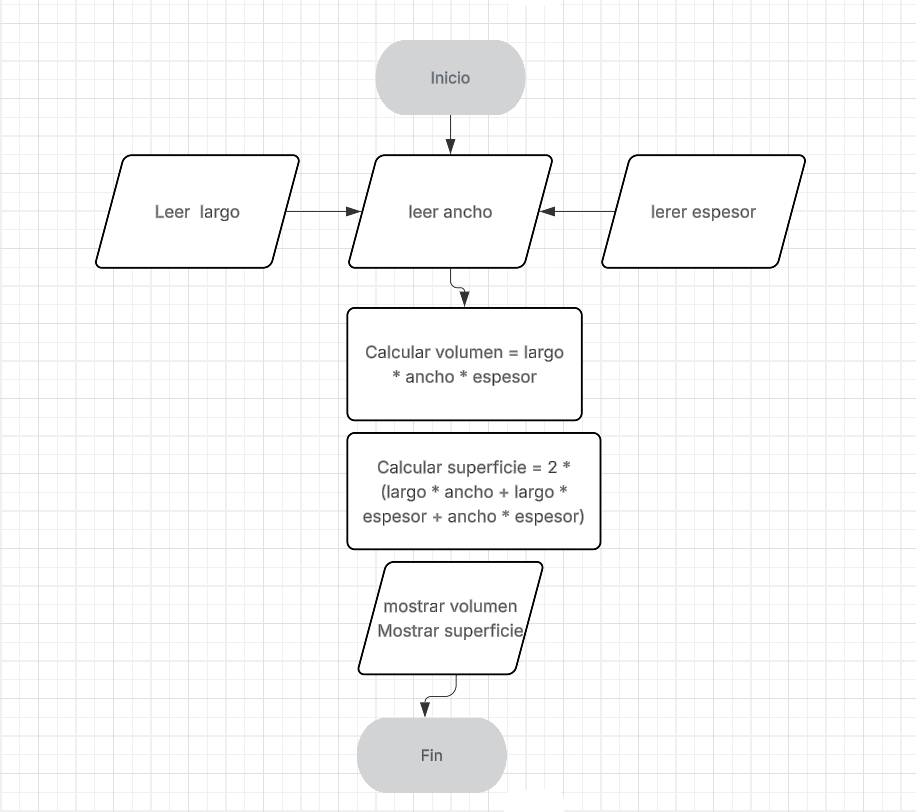 Inicio
Leer  largo
leer ancho
lerer espesor
Calcular volumen = largo
* ancho * espesor
Calcular superficie = 2 *
(largo * ancho + largo *
espesor + ancho * espesor)
mostrar volumen
Mostrar superficie
Fin